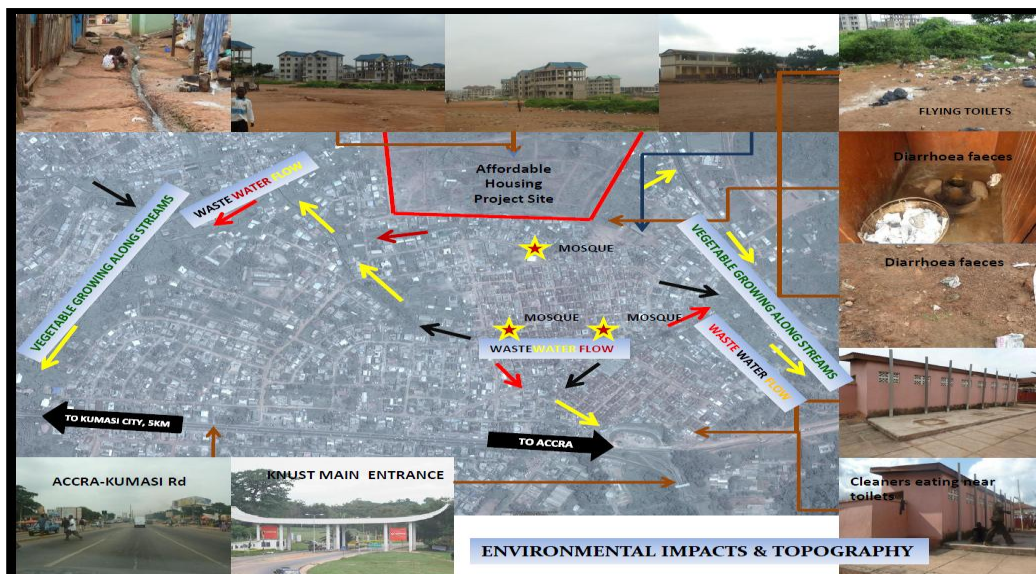 FLYING TOILETS
Diarrhoea faeces
Affordable
Housing
Project Site
WASTE WATER FLOW
VEGETABLE GROWING ALONG STREAMS
MOSQUE
VEGETABLE GROWING ALONG STREAMS
Diarrhoea faeces
MOSQUE
MOSQUE
WASTE WATER FLOW
WASTE WATER FLOW
TO KUMASI CITY, 5KM
TO ACCRA
ACCRA-KUMASI Rd
KNUST MAIN ENTRANCE
Cleaners eating near
toilets
ENVIRONMENTAL IMPACTS & TOPOGRAPHY